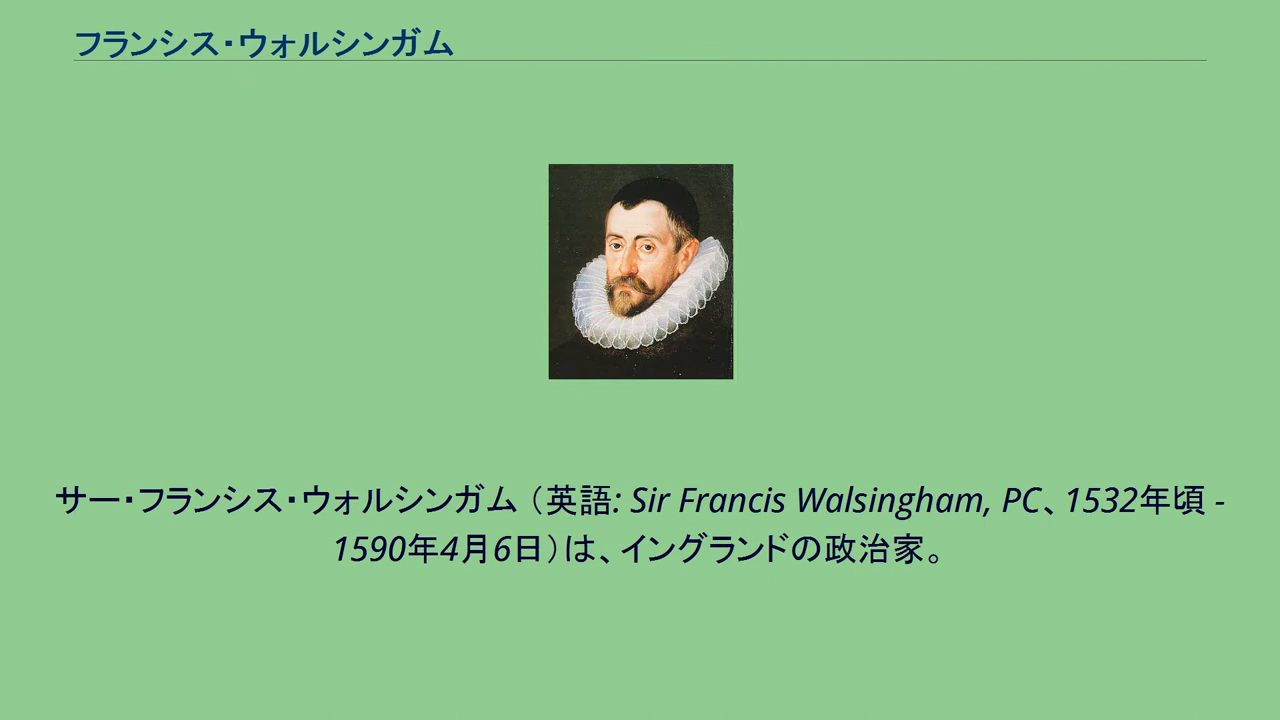 フランシス・ウォルシンガム
サー・フランシス・ウォルシンガム（英語: Sir Francis Walsingham, PC、1532年頃 -
1590年4月6日）は、イングランドの政治家。